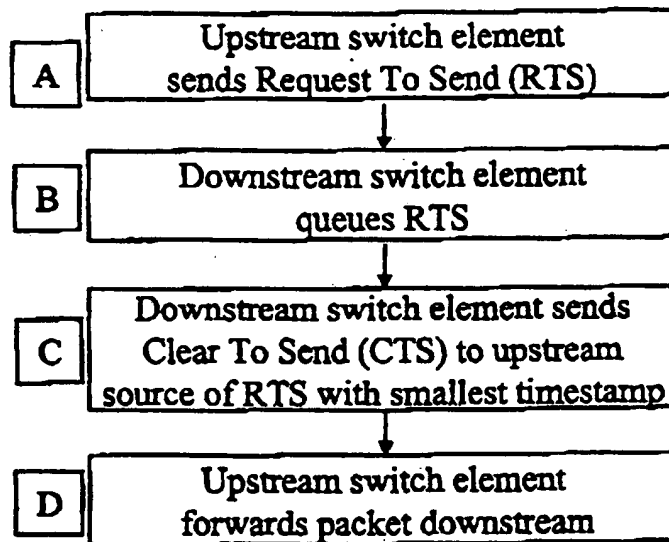 A
Upstream switch element
sends Request To Send (RTS)
B
Downstream switch element
queues RTS
C
Downstream switch element sends
Clear To Send (CTS) to upstream
source of RTS with smallest timestamp
D
Upstream switch element
forwards packet downstream